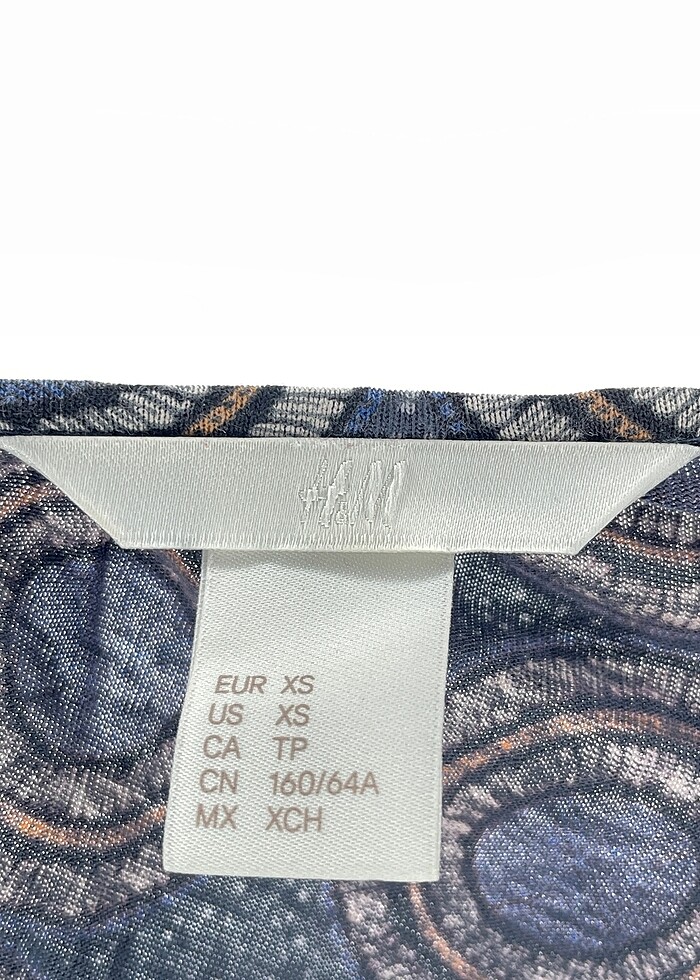 H&M
EUR XS
US XS
CA TP
CN 160/64A
MX XCH